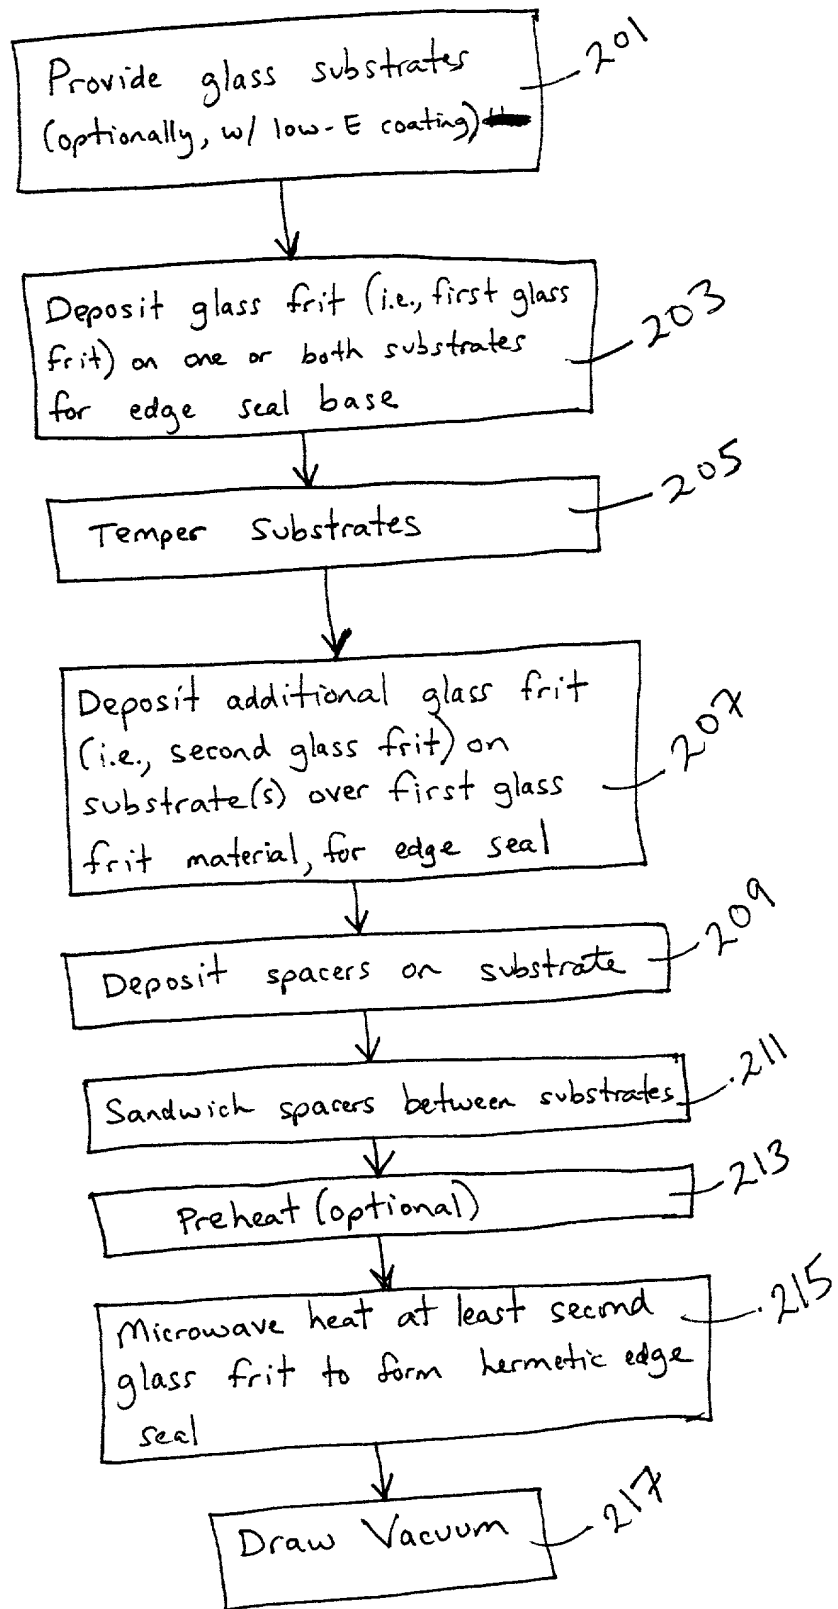 Provide glass substrates
201
(optionally, w/ low-E coating)
Deposit glass frit (i.e., first glass
frit) on one or both substrates
203
for edge seal base
Temper Substrates
205
Deposit additional glass frit
(i.e., second glass frit) on
207
substrate(s) over first glass
frit material, for edge seal
Deposit spacers on substrate
209
Sandwich spacers between substrates
211
Preheat (optional)
213
Microwave heat at least second
215
glass frit to form hermetic edge
seal
Draw Vacuum
217